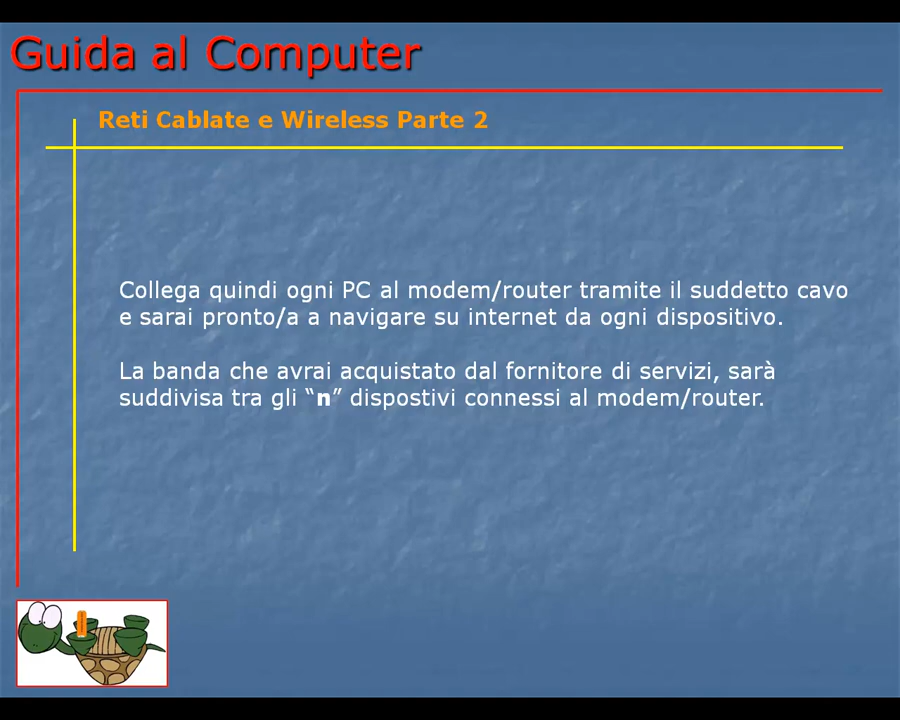 Guida al Computer
Reti Cablate e Wireless Parte 2
Collega quindi ogni PC al modem/router tramite il suddetto cavo
e sarai pronto/a a navigare su internet da ogni dispositivo.
La banda che avrai acquistato dal fornitore di servizi, sarà
suddivisa tra gli “n” dispostivi connessi al modem/router.